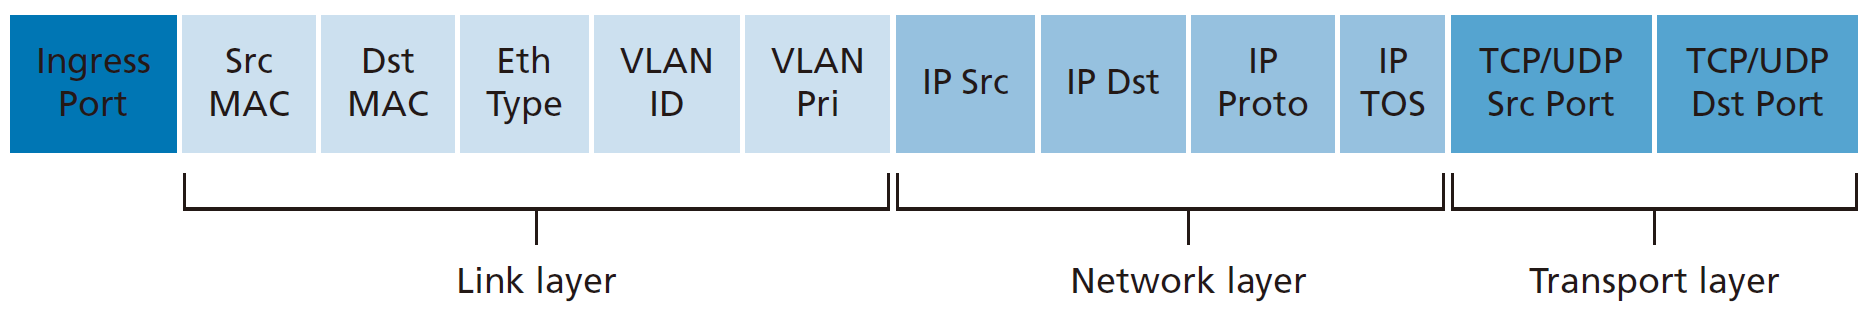 Ingress
Port
Src
MAC
Dst
MAC
Eth
Type
VLAN
ID
VLAN
Pri
IP Src
IP Dst
IP
Proto
IP
TOS
TCP/UDP
Src Port
TCP/UDP
Dst Port
Link layer
Network layer
Transport layer